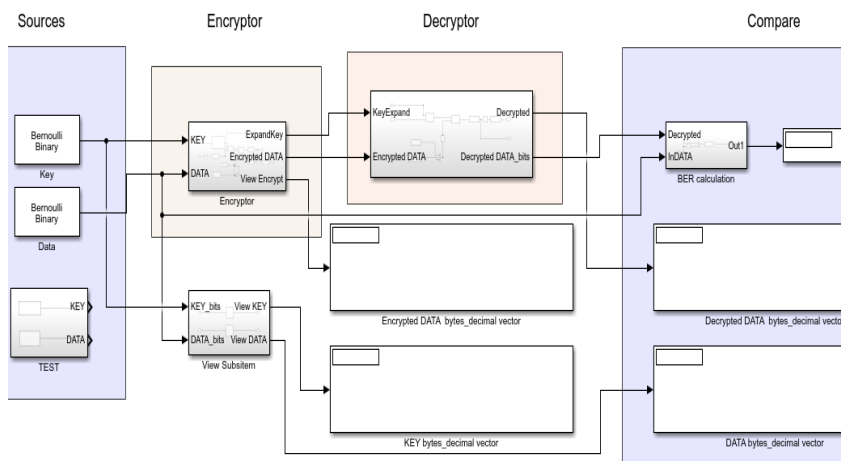 Sources
Encryptor
Decryptor
Compare
Bernoulli
Binary
Key
Bernoulli
Binary
Data
KEY
DATA
TEST
KEY
DATA
ExpandKey
Encrypted DATA
View Encrypt
Encryptor
KeyExpand
Encrypted DATA
Decrypted
Decrypted DATA_bits
Decrypted
InDATA
Out1
BER calculation
Encrypted DATA bytes_decimal vector
Decrypted DATA bytes_decimal vecto
KEY_bits
DATA_bits
View KEY
View DATA
View Subsitem
KEY bytes_decimal vector
DATA bytes_decimal vector